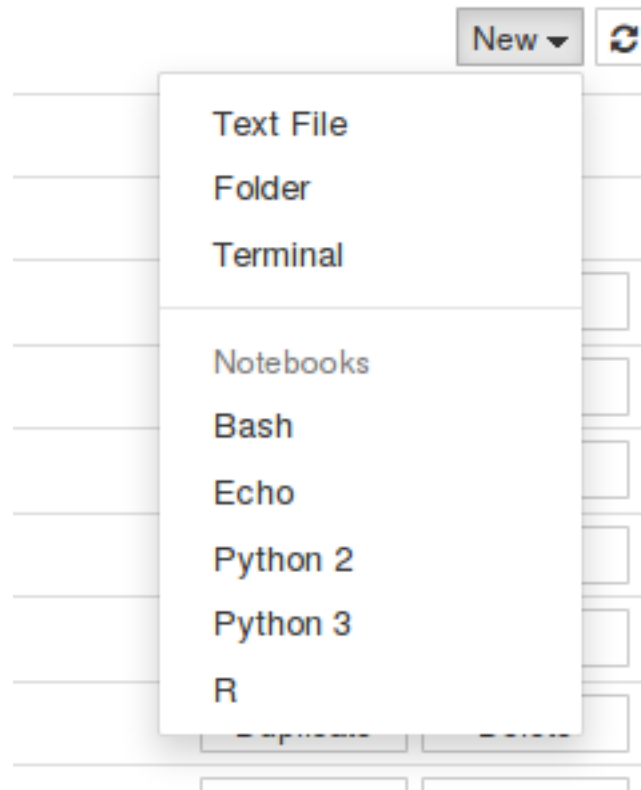 New
Text File
Folder
Terminal
Notebooks
Bash
Echo
Python 2
Python 3
R